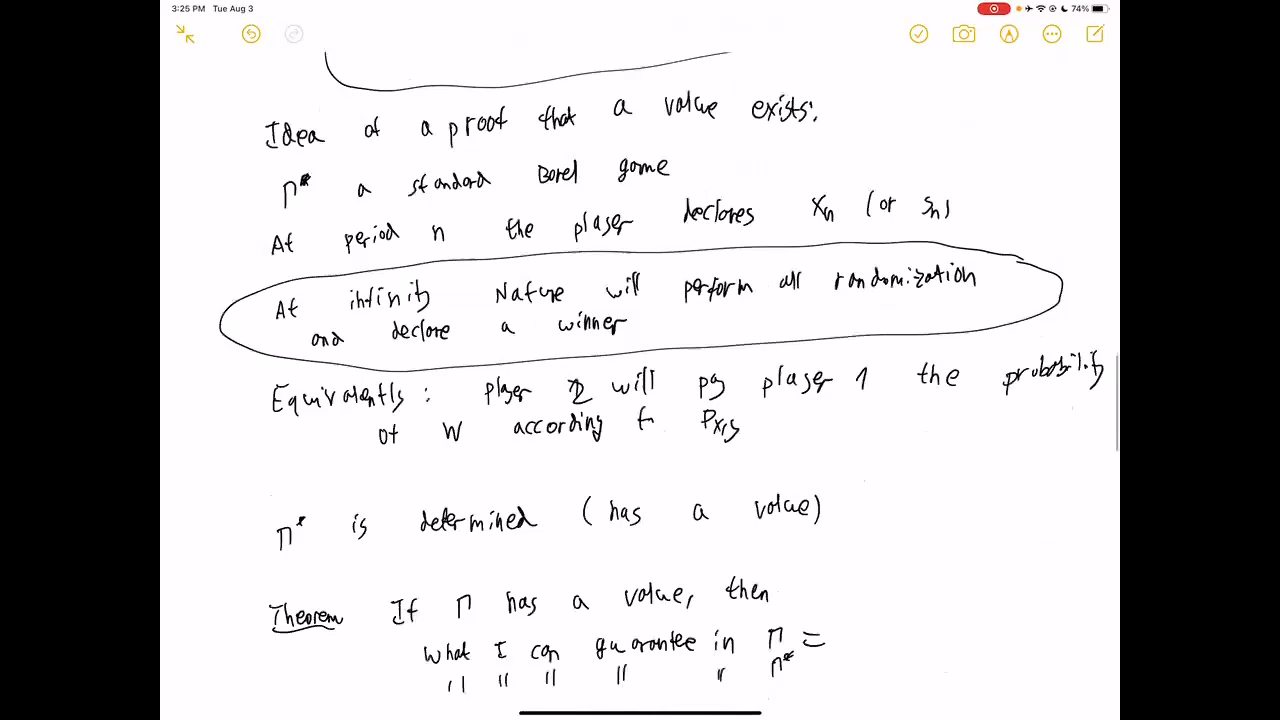 3:25 PM Tue Aug 3
74%
Idea of a proof that a value exists:
Γ* a standard Borel game
At period n the player declares xn (or sn)
At infinity Nature will perform all randomization
and declare a winner
Equivalently: player 2 will pay player 1 the probability
of W according to Px,s
Γ* is determined (has a value)
Theorem If Γ has a value, then
what I can guarantee in Γ =
" " " " " Γ*